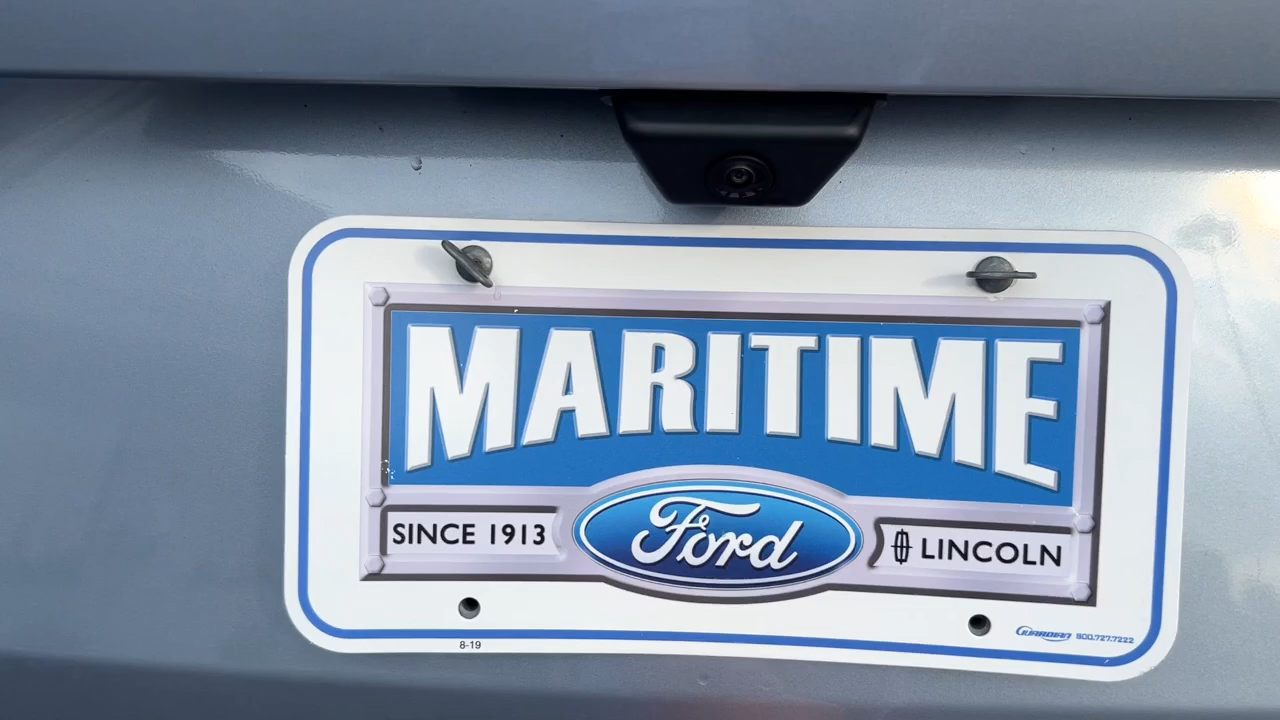 MARITIME
SINCE 1913
Ford
LINCOLN
8-19
GUARDIAN 800.727.7222